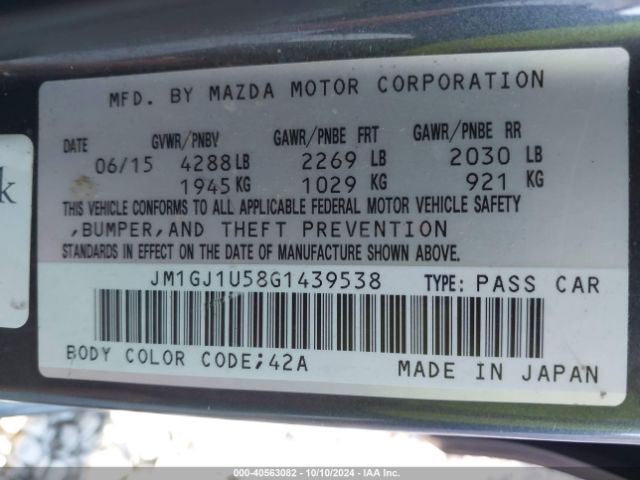 MFD. BY MAZDA MOTOR CORPORATION
DATE GVWR/PNBV GAWR/PNBE FRT GAWR/PNBE RR
06/15 4288 LB 2269 LB 2030 LB
1945 KG 1029 KG 921 KG
THIS VEHICLE CONFORMS TO ALL APPLICABLE FEDERAL MOTOR VEHICLE SAFETY
,BUMPER,AND THEFT PREVENTION
STANDARDS IN EFFECT ON THE DATE OF MANUFACTURE SHOWN ABOVE.
JM1GJ1U58G1439538 TYPE: PASS CAR
BODY COLOR CODE;42A MADE IN JAPAN
k
000-40563082 - 10/10/2024 - IAA Inc.